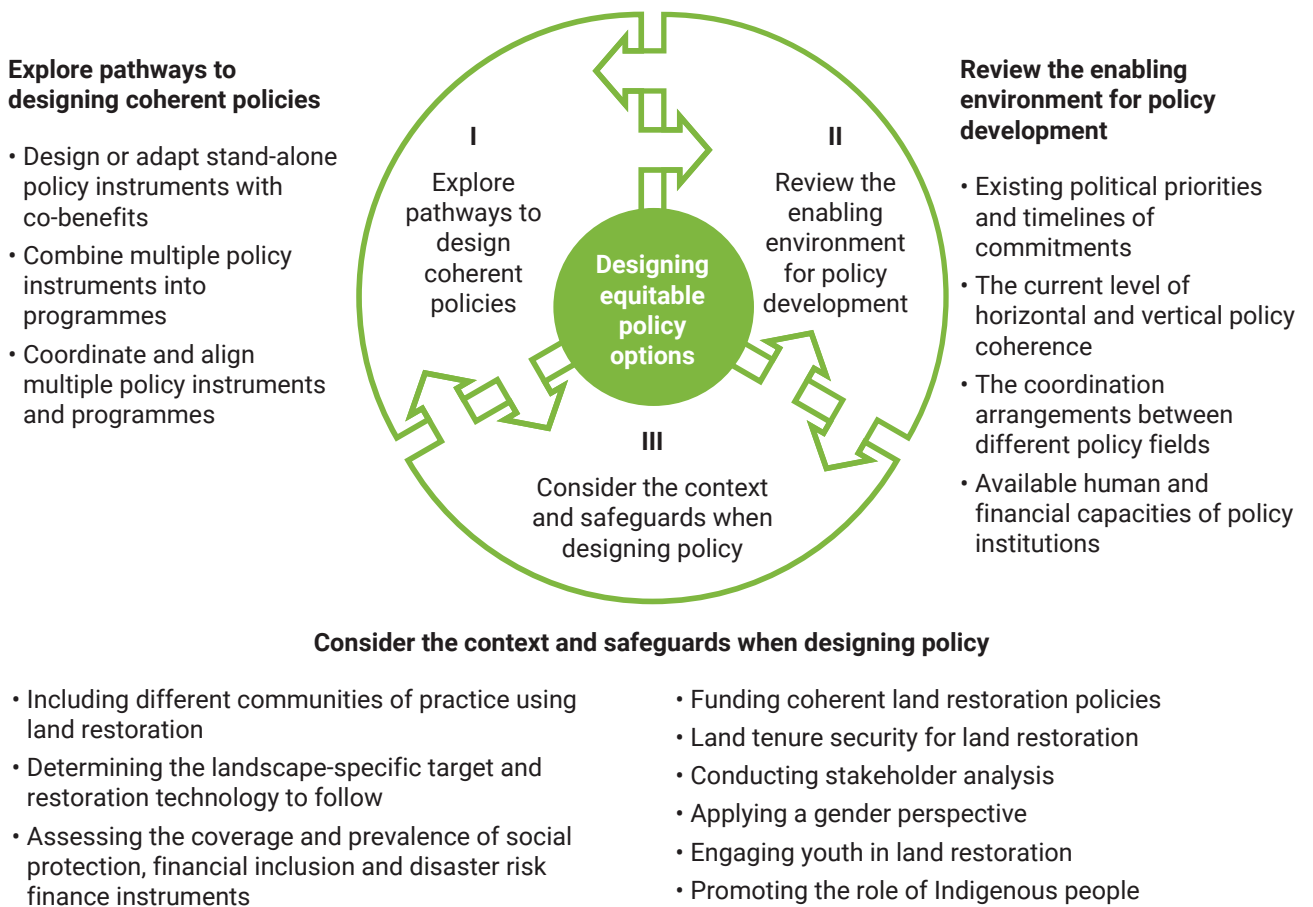 Explore pathways to
designing coherent policies
• Design or adapt stand-alone
policy instruments with
co-benefits
• Combine multiple policy
instruments into
programmes
• Coordinate and align
multiple policy instruments
and programmes
I
Explore
pathways to
design
coherent
policies
II
Review the
enabling
environment
for policy
development
Designing
equitable
policy
options
III
Consider the context
and safeguards when
designing policy
Review the enabling
environment for policy
development
• Existing political priorities
and timelines of
commitments
• The current level of
horizontal and vertical policy
coherence
• The coordination
arrangements between
different policy fields
• Available human and
financial capacities of policy
institutions
Consider the context and safeguards when designing policy
• Including different communities of practice using
land restoration
• Determining the landscape-specific target and
restoration technology to follow
• Assessing the coverage and prevalence of social
protection, financial inclusion and disaster risk
finance instruments
• Funding coherent land restoration policies
• Land tenure security for land restoration
• Conducting stakeholder analysis
• Applying a gender perspective
• Engaging youth in land restoration
• Promoting the role of Indigenous people